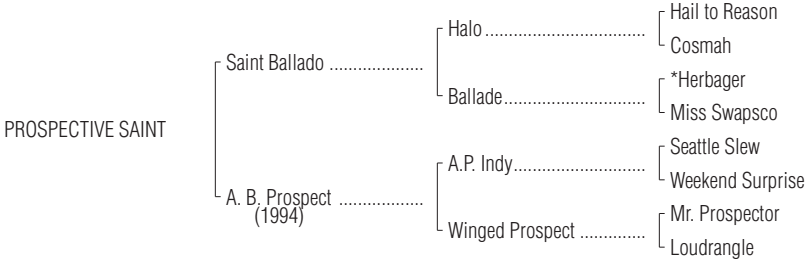 Hail to Reason
Halo ................................
Cosmah
Saint Ballado ...................
*Herbager
Ballade............................
Miss Swapsco
PROSPECTIVE SAINT
Seattle Slew
A.P. Indy..........................
Weekend Surprise
A. B. Prospect .................
(1994)
Mr. Prospector
Winged Prospect .............
Loudrangle